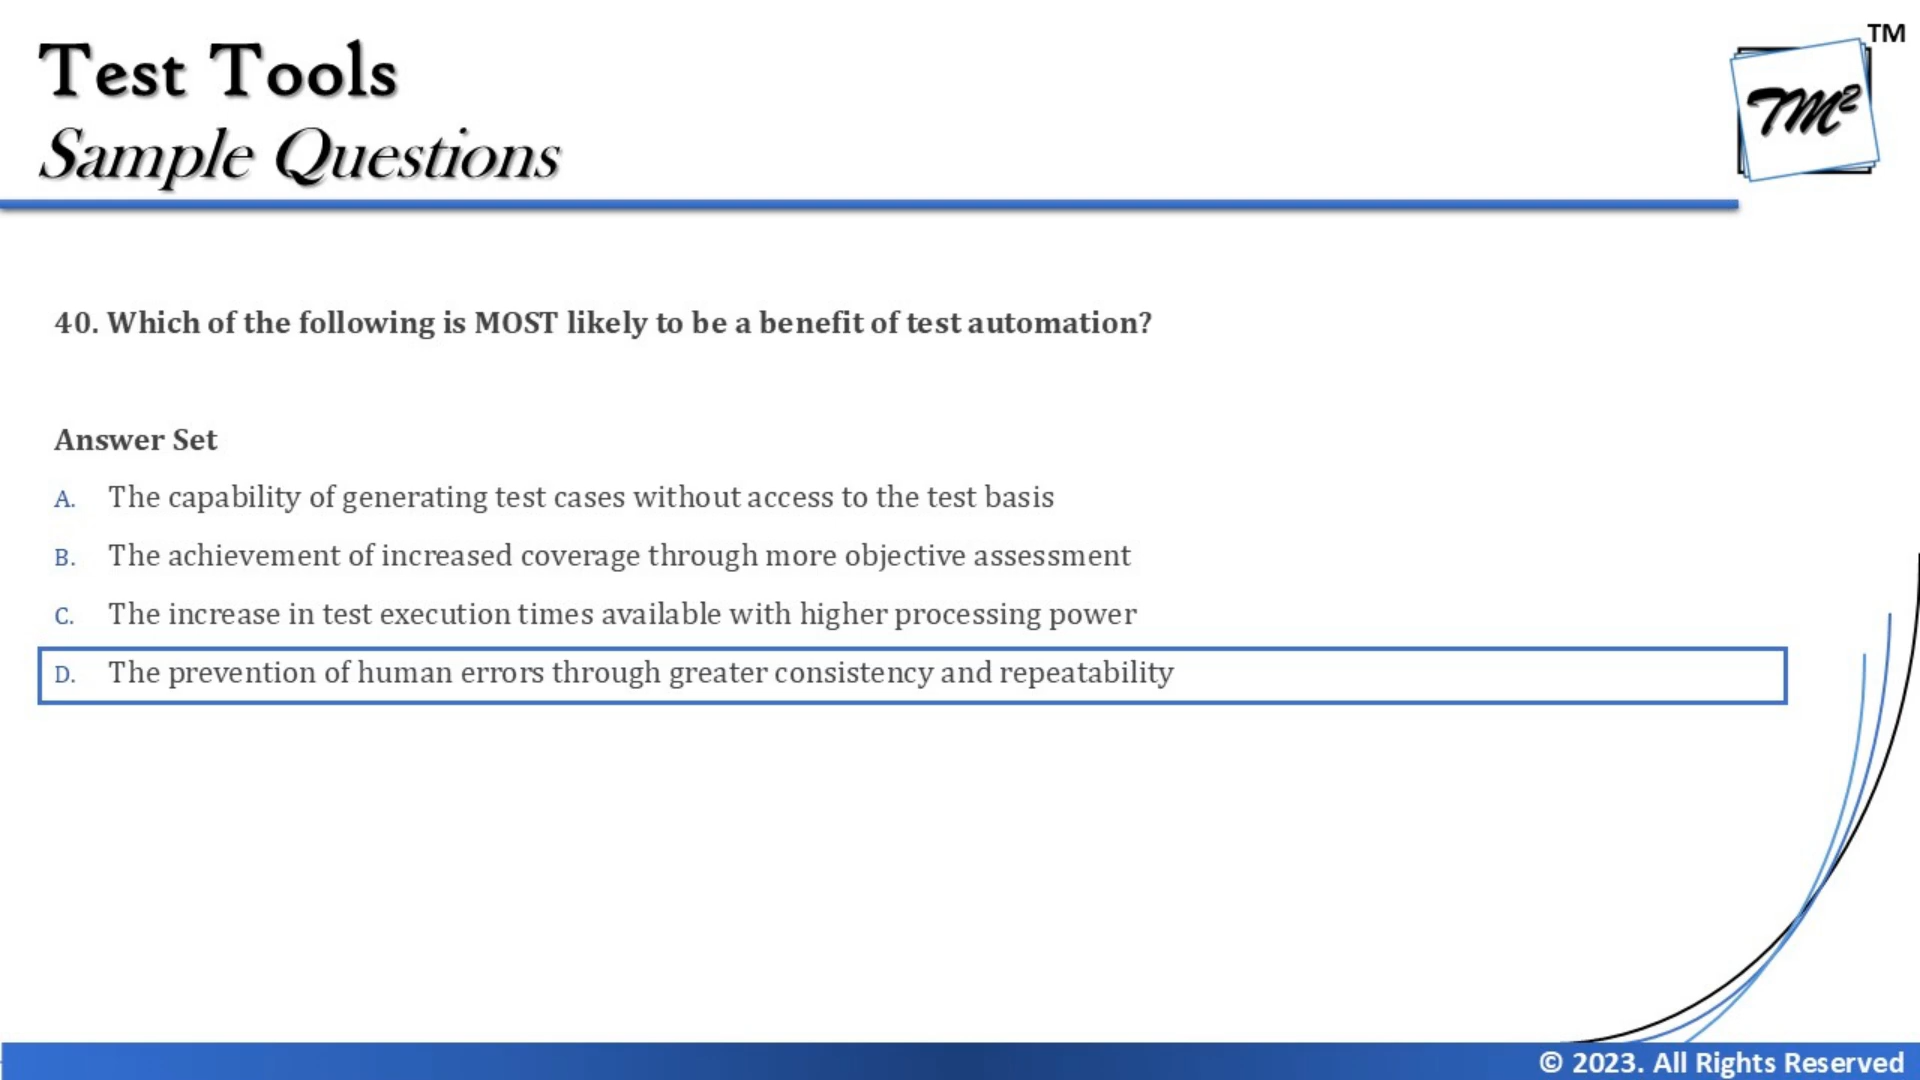 Test Tools
Sample Questions
TM
TM²
40. Which of the following is MOST likely to be a benefit of test automation?
Answer Set
A. The capability of generating test cases without access to the test basis
B. The achievement of increased coverage through more objective assessment
C. The increase in test execution times available with higher processing power
D. The prevention of human errors through greater consistency and repeatability
© 2023. All Rights Reserved